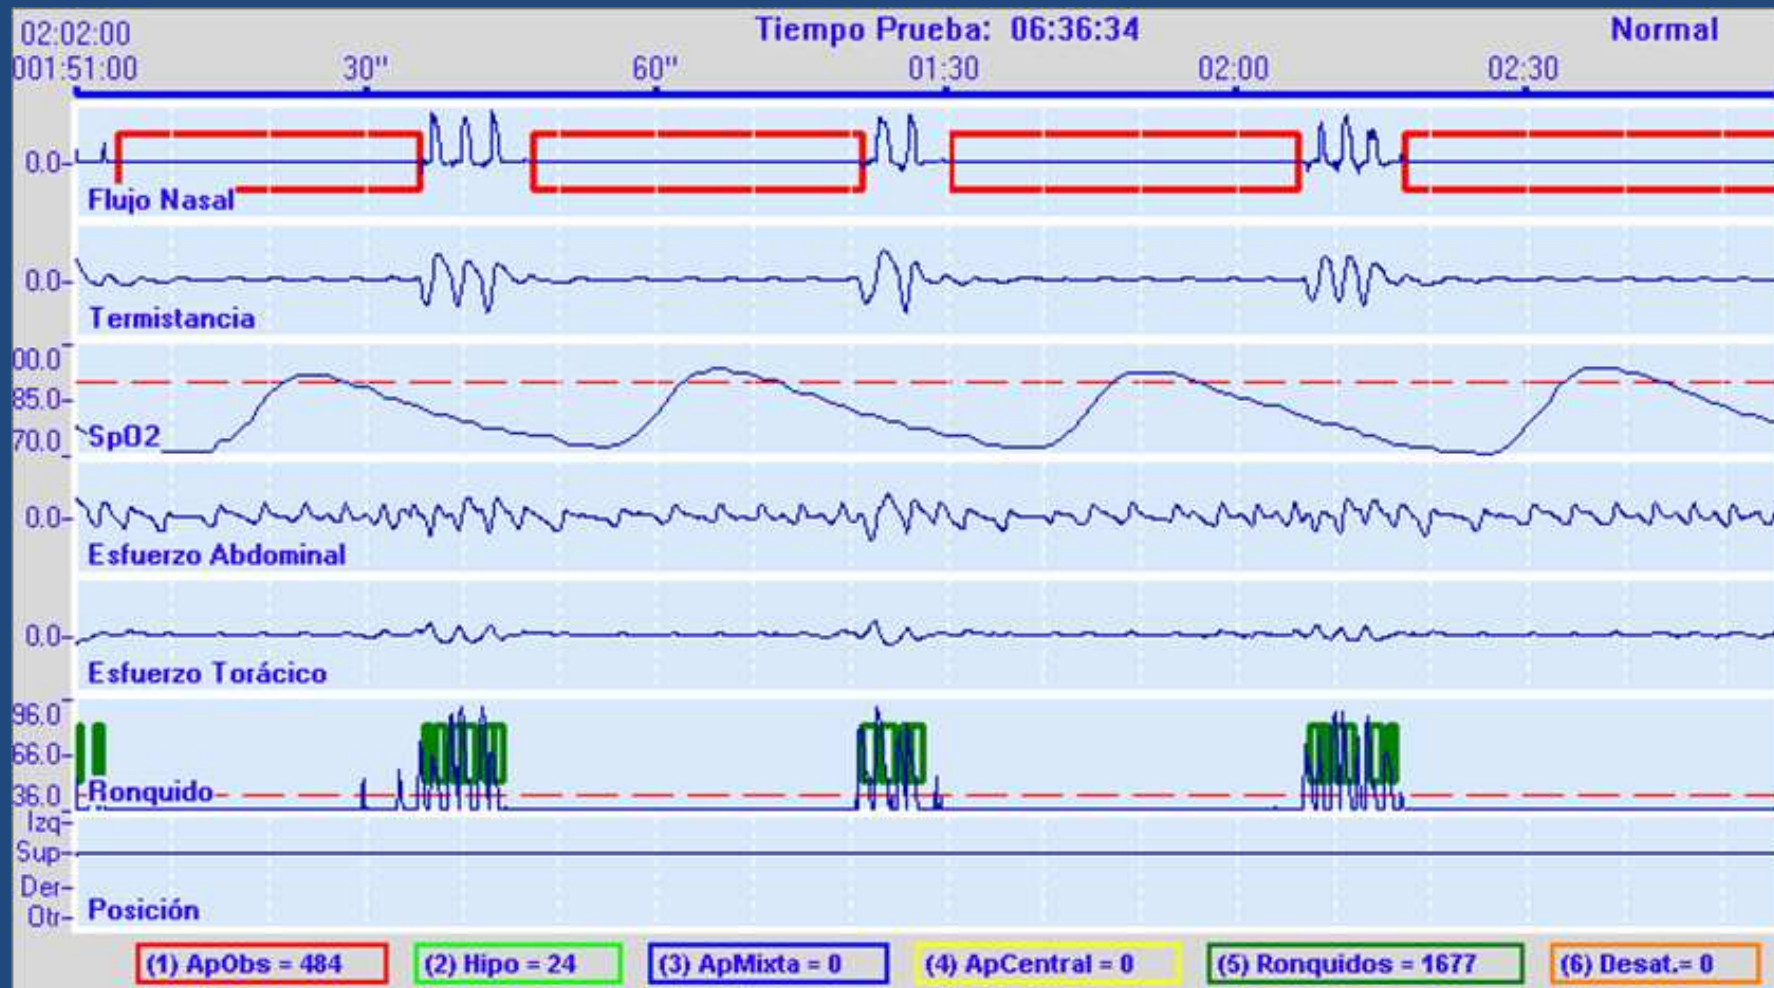 02:02:00 Tiempo Prueba: 06:36:34 Normal
001:51:00 30" 60" 01:30 02:00 02:30
0.0-
Flujo Nasal
0.0-
Termistancia
00.0
85.0-
70.0
SpO2
0.0-
Esfuerzo Abdominal
0.0-
Esfuerzo Torácico
96.0
66.0-
36.0
Ronquido
Izq-
Sup-
Der-
Otr-
Posición
(1) ApObs = 484 (2) Hipo = 24 (3) ApMixta = 0 (4) ApCentral = 0 (5) Ronquidos = 1677 (6) Desat.= 0